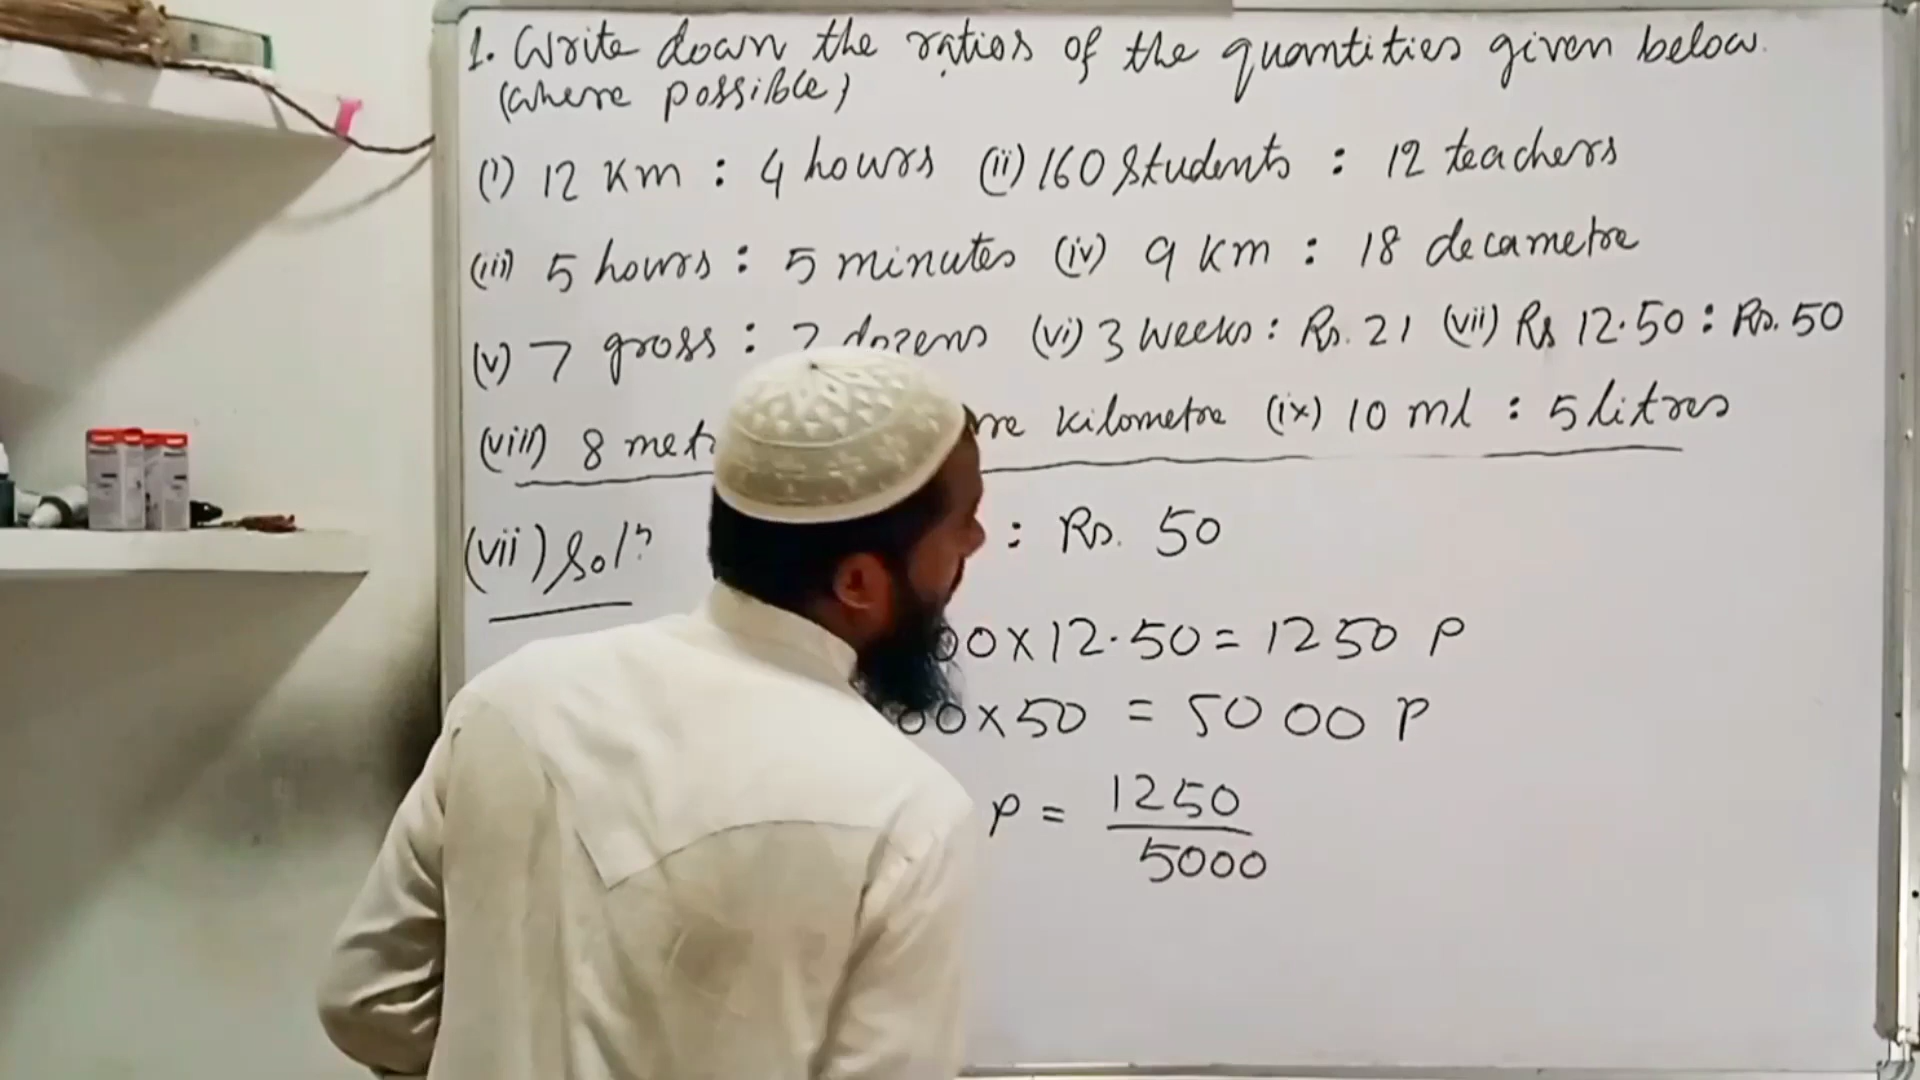 1. Write down the ratios of the quantities given below.
(where possible)
(i) 12 Km : 4 hours (ii) 160 Students : 12 teachers
(iii) 5 hours : 5 minutes (iv) 9 Km : 18 decametre
(v) 7 gross : 7 dozens (vi) 3 weeks : Rs. 21 (vii) Rs 12.50 : Rs. 50
(viii) 8 kilometre (ix) 10 ml : 5 litres
(vii) Sol? : Rs. 50
00 x 12.50 = 1250 P
00 x 50 = 5000 P
P = 1250
5000